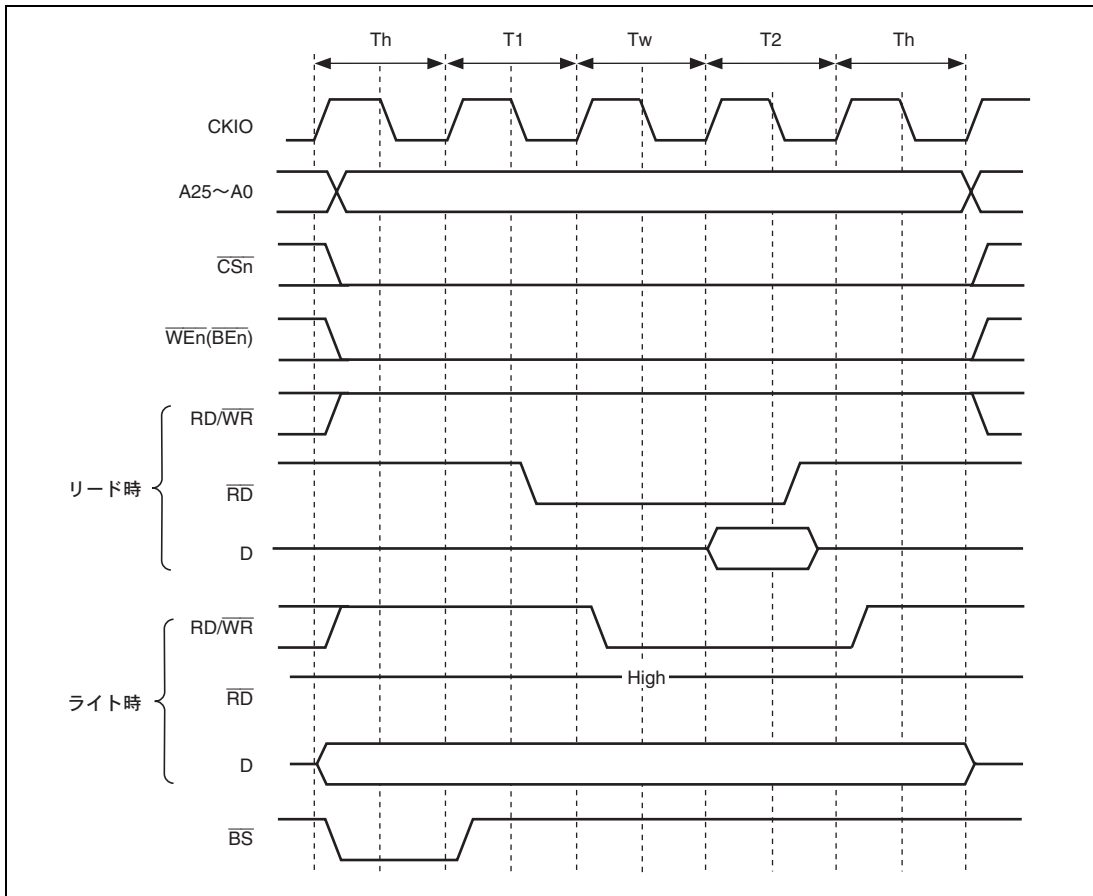 Th T1 Tw T2 Th
CKIO
A25～A0
CSn
WEn(BEn)
RD/WR
リード時
RD
D
RD/WR
High
ライト時
RD
D
BS